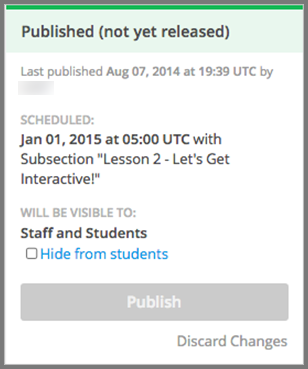 Published (not yet released)
Last published Aug 07, 2014 at 19:39 UTC by
SCHEDULED:
Jan 01, 2015 at 05:00 UTC with
Subsection "Lesson 2 - Let's Get
Interactive!"
WILL BE VISIBLE TO:
Staff and Students
Hide from students
Publish
Discard Changes